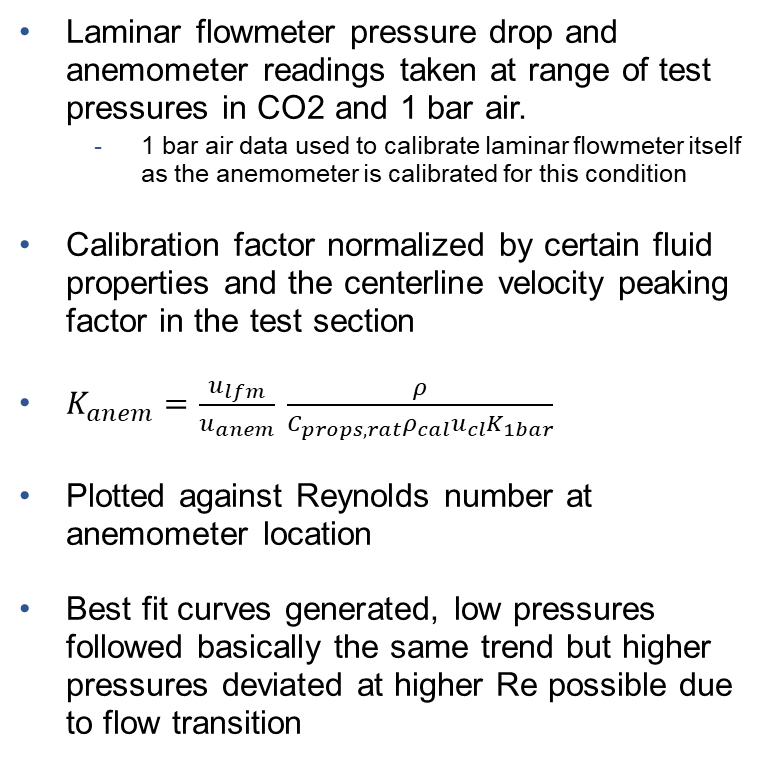 • Laminar flowmeter pressure drop and
anemometer readings taken at range of test
pressures in CO2 and 1 bar air.
- 1 bar air data used to calibrate laminar flowmeter itself
as the anemometer is calibrated for this condition
• Calibration factor normalized by certain fluid
properties and the centerline velocity peaking
factor in the test section
• K_{anem} = \frac{u_{lfm}}{u_{anem}} \frac{\rho}{C_{props,rat}\rho_{cal}u_{cl}K_{1bar}}
• Plotted against Reynolds number at
anemometer location
• Best fit curves generated, low pressures
followed basically the same trend but higher
pressures deviated at higher Re possible due
to flow transition